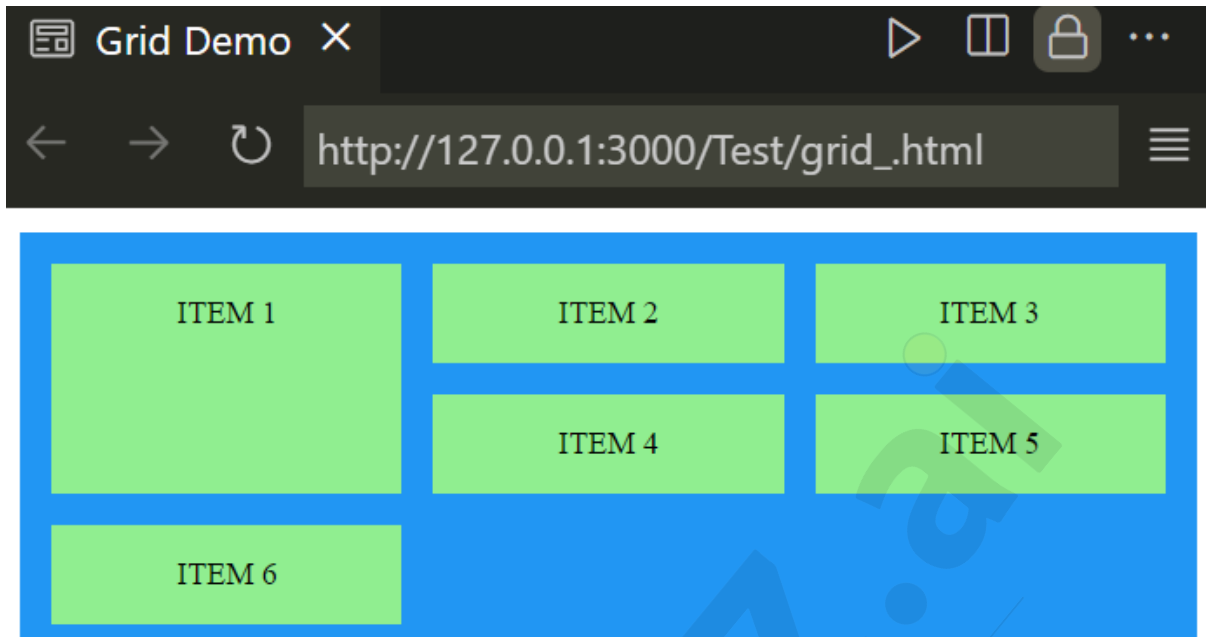 Grid Demo
http://127.0.0.1:3000/Test/grid_.html
ITEM 1 ITEM 2 ITEM 3
ITEM 4 ITEM 5
ITEM 6